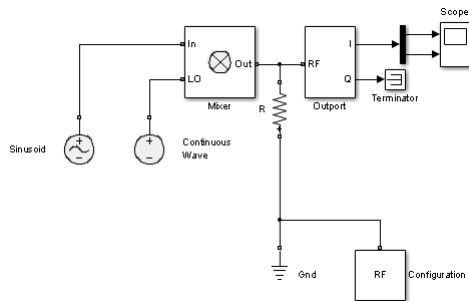 Scope
In
Out
LO
Mixer
RF
I
Q
Outport
Terminator
R
Sinusoid
Continuous
Wave
Gnd
RF
Configuration